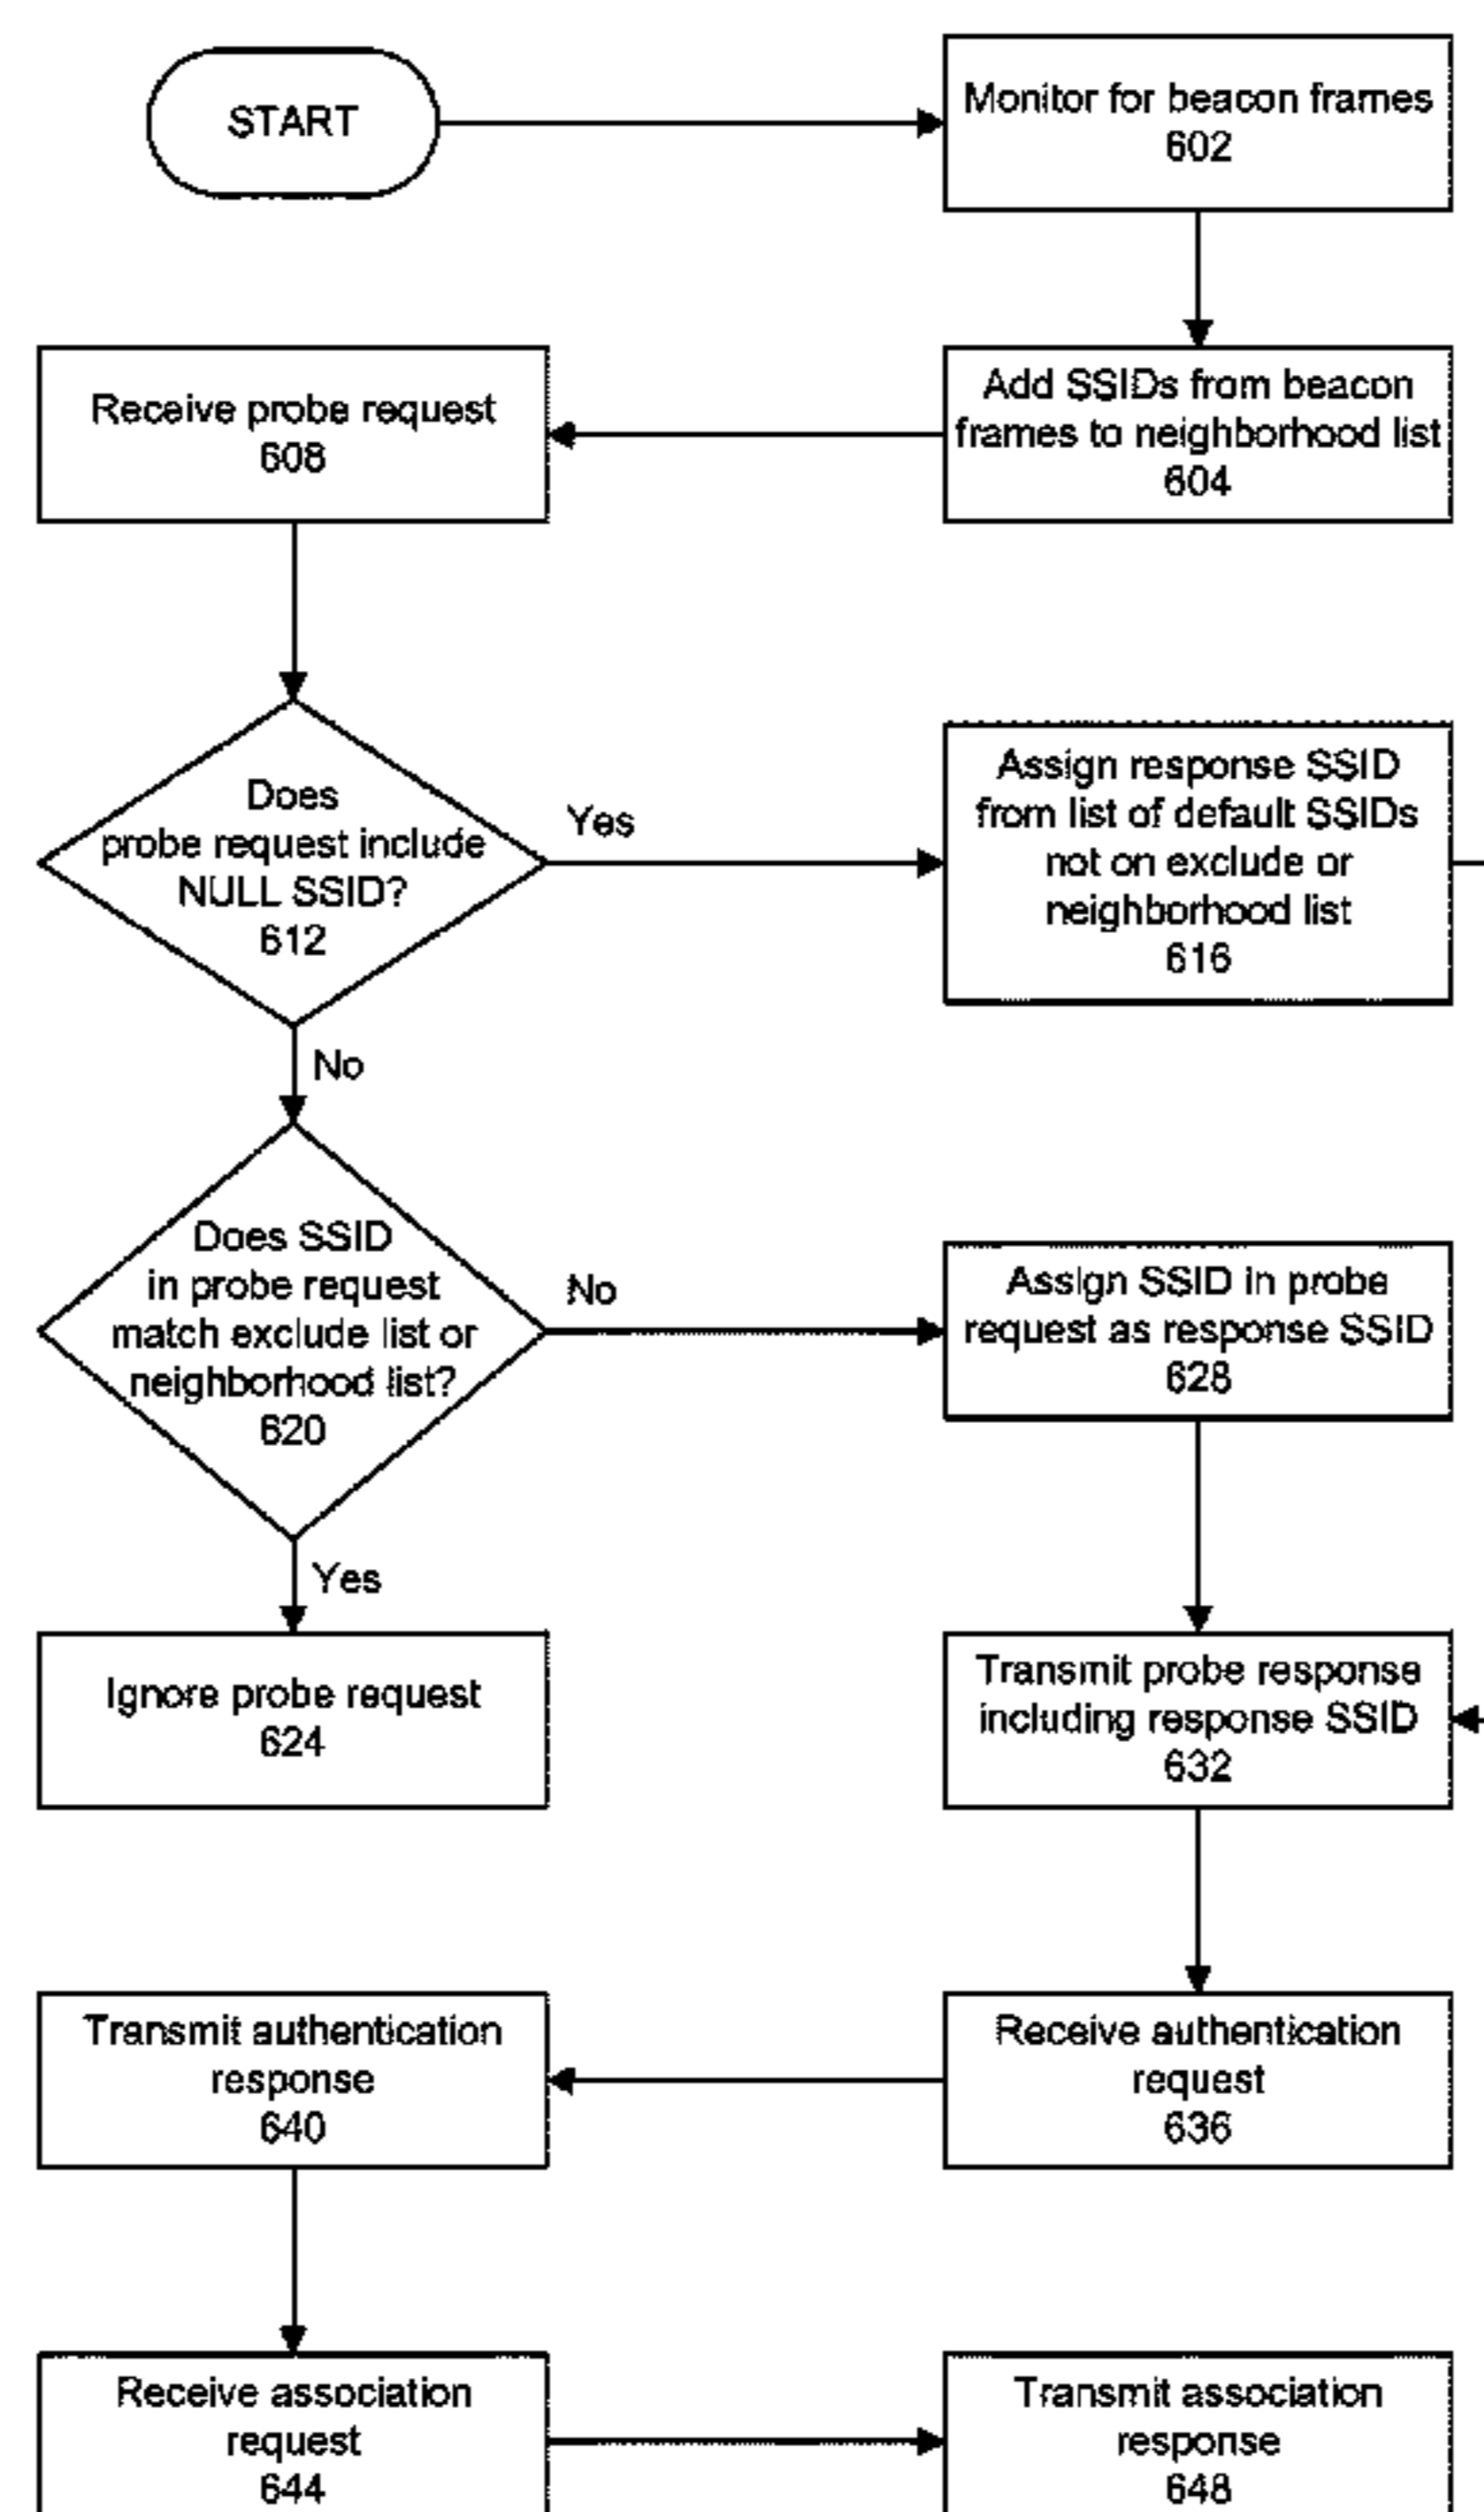 START
Monitor for beacon frames
602
Receive probe request
608
Add SSIDs from beacon
frames to neighborhood list
604
Does
probe request include
NULL SSID?
612
Yes
Assign response SSID
from list of default SSIDs
not on exclude or
neighborhood list
616
No
Does SSID
in probe request
match exclude list or
neighborhood list?
620
No
Assign SSID in probe
request as response SSID
628
Yes
Ignore probe request
624
Transmit probe response
including response SSID
632
Transmit authentication
response
640
Receive authentication
request
636
Receive association
request
644
Transmit association
response
648